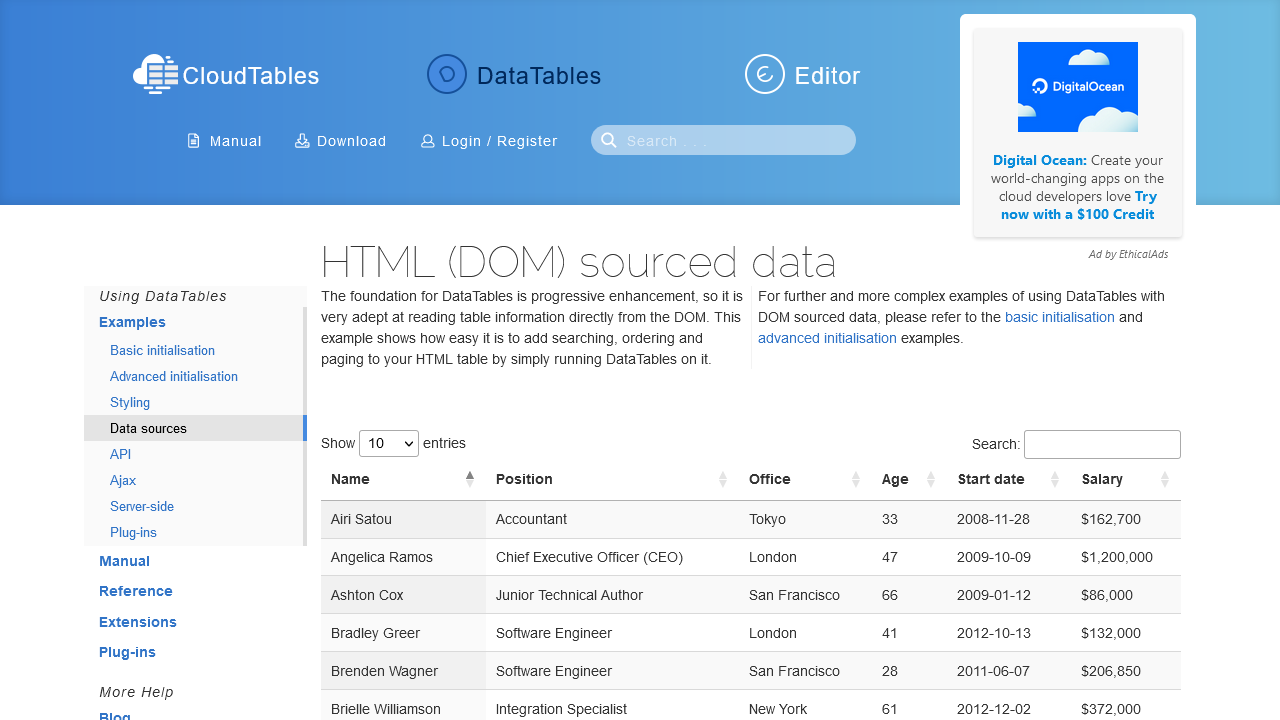 CloudTables
DataTables
Editor
Manual
Download
Login / Register
Search . . .
DigitalOcean
Digital Ocean: Create your
world-changing apps on the
cloud developers love Try
now with a $100 Credit
Ad by EthicalAds
HTML (DOM) sourced data
Using DataTables
Examples
Basic initialisation
Advanced initialisation
Styling
Data sources
API
Ajax
Server-side
Plug-ins
Manual
Reference
Extensions
Plug-ins
More Help
Blog
The foundation for DataTables is progressive enhancement, so it is
very adept at reading table information directly from the DOM. This
example shows how easy it is to add searching, ordering and
paging to your HTML table by simply running DataTables on it.
For further and more complex examples of using DataTables with
DOM sourced data, please refer to the basic initialisation and
advanced initialisation examples.
Show 10 entries
Search:
Name Position Office Age Start date Salary
Airi Satou Accountant Tokyo 33 2008-11-28 $162,700
Angelica Ramos Chief Executive Officer (CEO) London 47 2009-10-09 $1,200,000
Ashton Cox Junior Technical Author San Francisco 66 2009-01-12 $86,000
Bradley Greer Software Engineer London 41 2012-10-13 $132,000
Brenden Wagner Software Engineer San Francisco 28 2011-06-07 $206,850
Brielle Williamson Integration Specialist New York 61 2012-12-02 $372,000